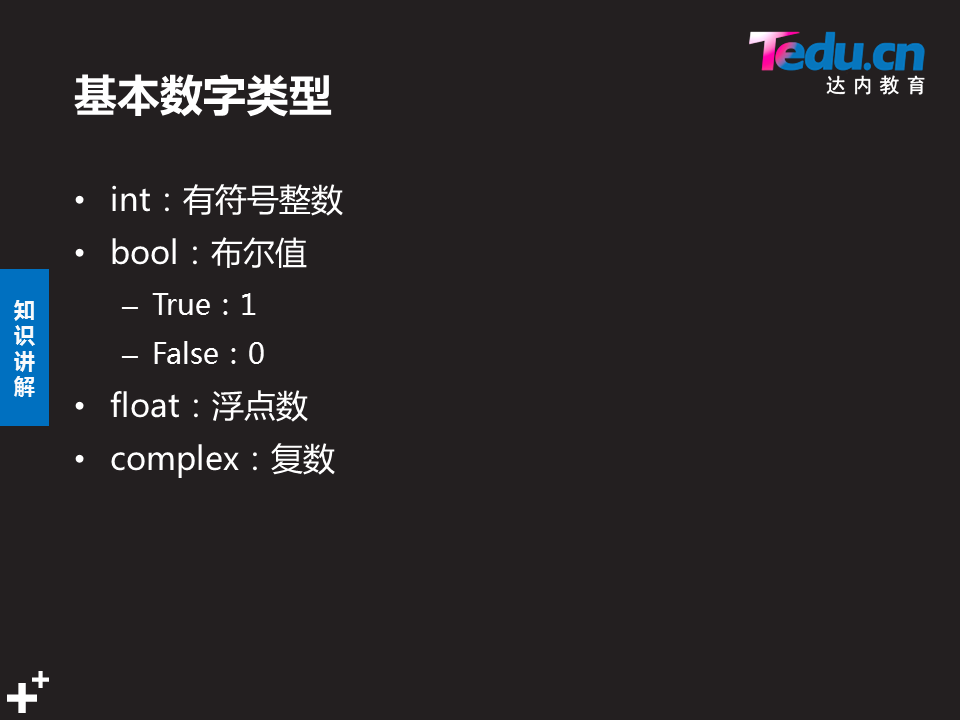 Tedu.cn
达内教育
基本数字类型
• int：有符号整数
• bool：布尔值
– True：1
– False：0
• float：浮点数
• complex：复数
知识讲解